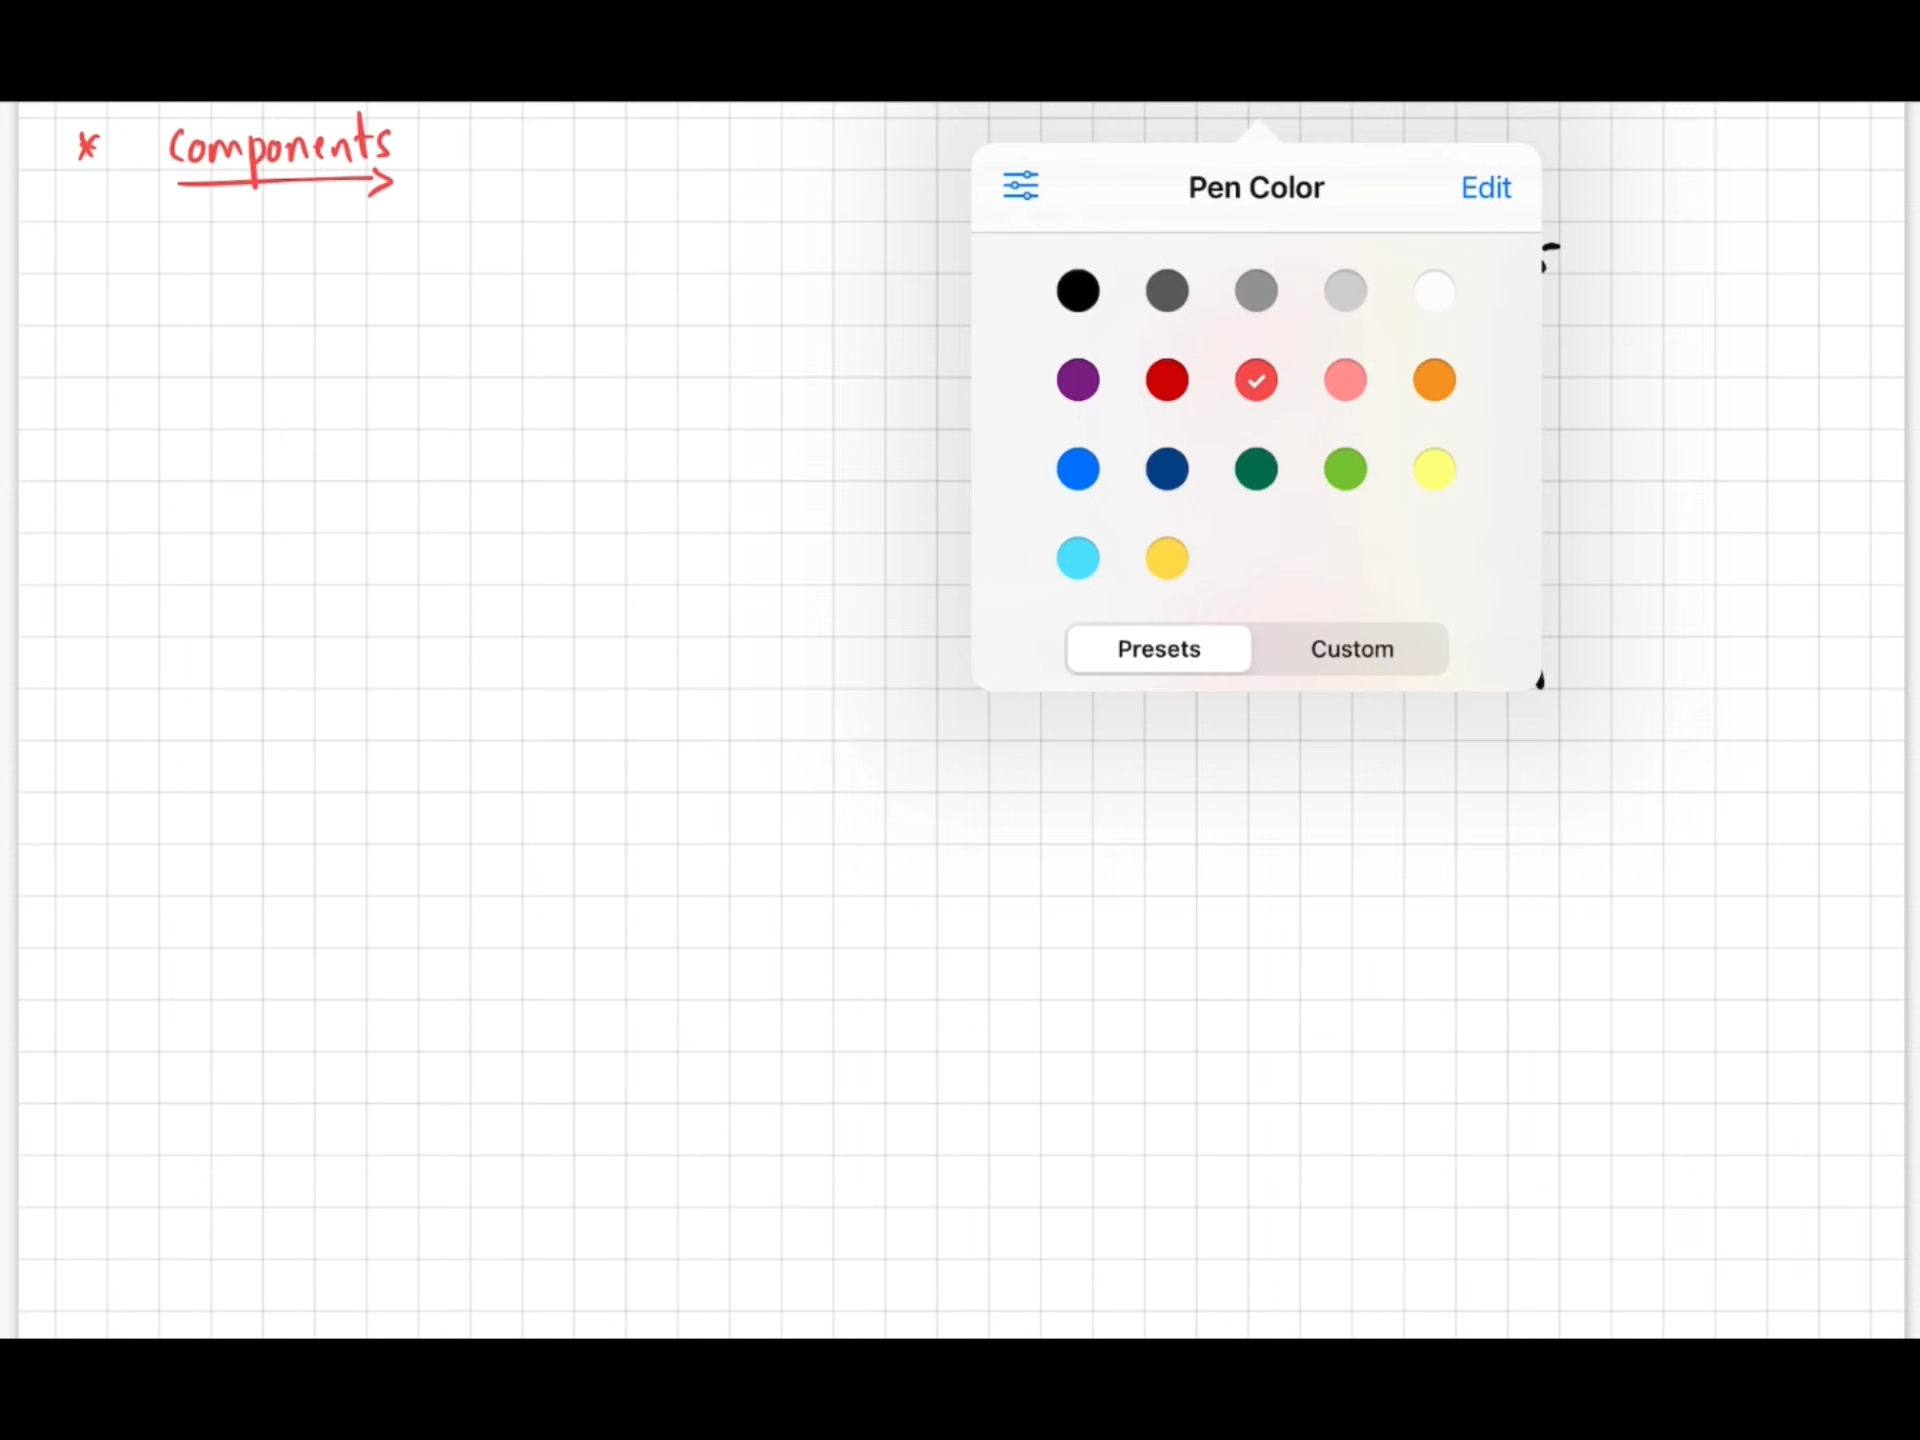 * Components
Pen Color
Edit
Presets
Custom